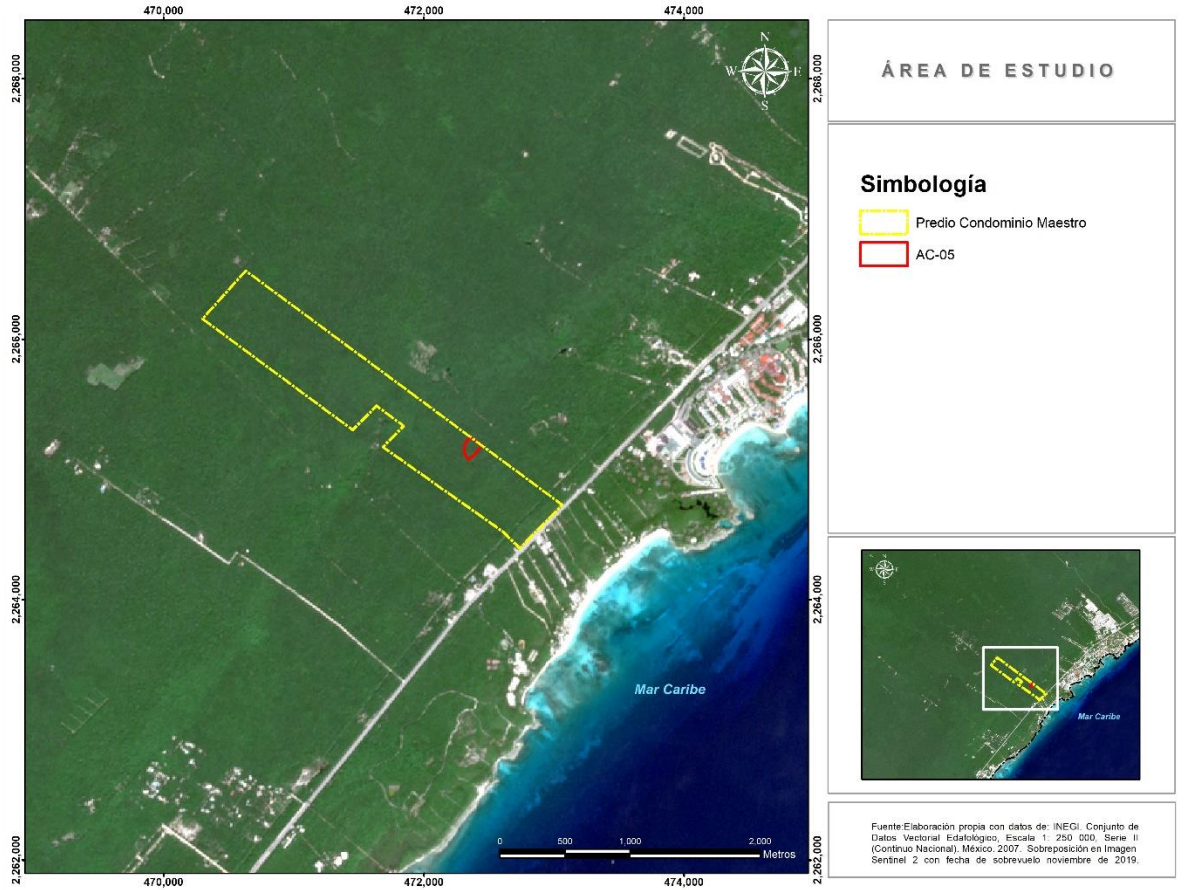 470,000 472,000 474,000
2,268,000 2,268,000
2,266,000 2,266,000
2,264,000 2,264,000
2,262,000 2,262,000
N
W E
S
Mar Caribe
0 500 1,000 2,000
Metros
470,000 472,000 474,000
ÁREA DE ESTUDIO
Simbología
Predio Condominio Maestro
AC-05
Mar Caribe
Fuente:Elaboración propia con datos de: INEGI. Conjunto de
Datos Vectorial Edafológico, Escala 1: 250 000, Serie II
(Continuo Nacional). México. 2007. Sobreposición en Imagen
Sentinel 2 con fecha de sobrevuelo noviembre de 2019.